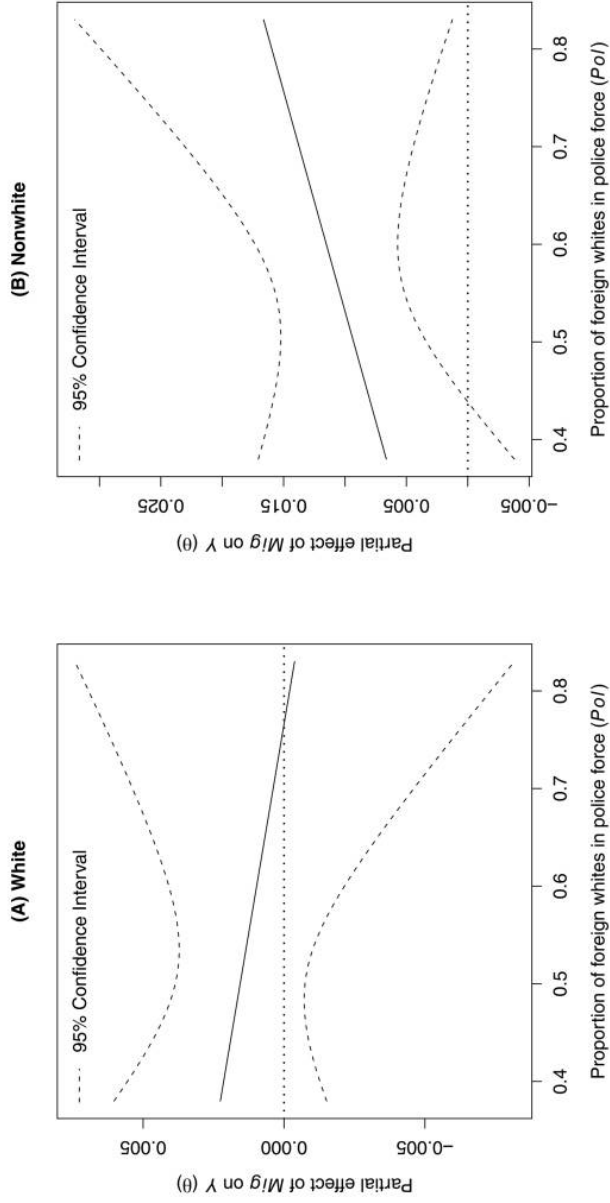 (A) White
95% Confidence Interval
Partial effect of Mig on Y (θ)
0.005
0.000
−0.005
0.4 0.5 0.6 0.7 0.8
Proportion of foreign whites in police force (Pol)
(B) Nonwhite
95% Confidence Interval
Partial effect of Mig on Y (θ)
0.025
0.015
0.005
−0.005
0.4 0.5 0.6 0.7 0.8
Proportion of foreign whites in police force (Pol)